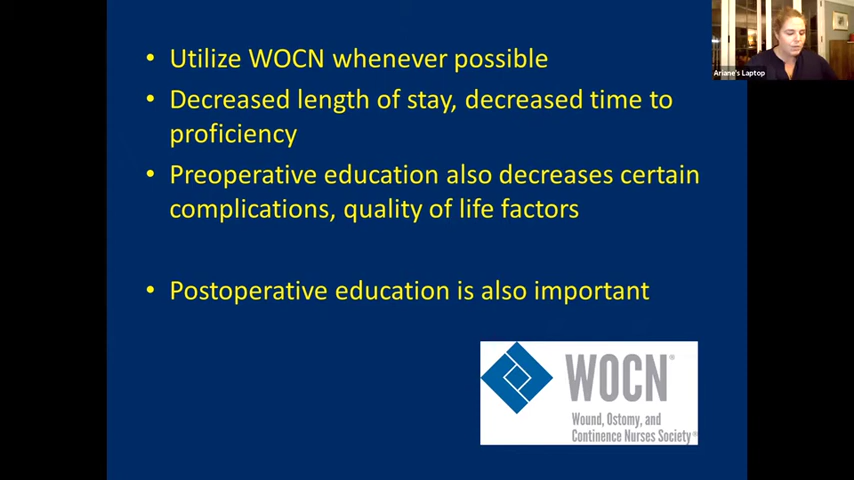 • Utilize WOCN whenever possible
• Decreased length of stay, decreased time to
proficiency
• Preoperative education also decreases certain
complications, quality of life factors
• Postoperative education is also important
WOCN®
Wound, Ostomy, and
Continence Nurses Society®
Ariane's Laptop